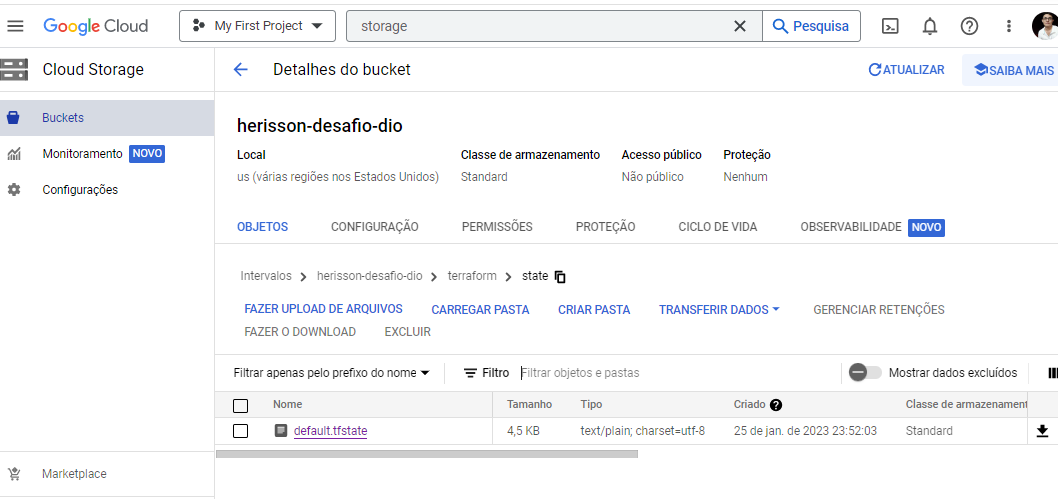 Google Cloud
My First Project
storage
Pesquisa
Cloud Storage
Detalhes do bucket
ATUALIZAR
SAIBA MAIS
Buckets
Monitoramento NOVO
Configurações
Marketplace
herisson-desafio-dio
Local Classe de armazenamento Acesso público Proteção
us (várias regiões nos Estados Unidos) Standard Não público Nenhum
OBJETOS CONFIGURAÇÃO PERMISSÕES PROTEÇÃO CICLO DE VIDA OBSERVABILIDADE NOVO
Intervalos > herisson-desafio-dio > terraform > state
FAZER UPLOAD DE ARQUIVOS CARREGAR PASTA CRIAR PASTA TRANSFERIR DADOS GERENCIAR RETENÇÕES
FAZER O DOWNLOAD EXCLUIR
Filtrar apenas pelo prefixo do nome Filtro Filtrar objetos e pastas Mostrar dados excluídos
Nome Tamanho Tipo Criado Classe de armazenament
default.tfstate 4,5 KB text/plain; charset=utf-8 25 de jan. de 2023 23:52:03 Standard